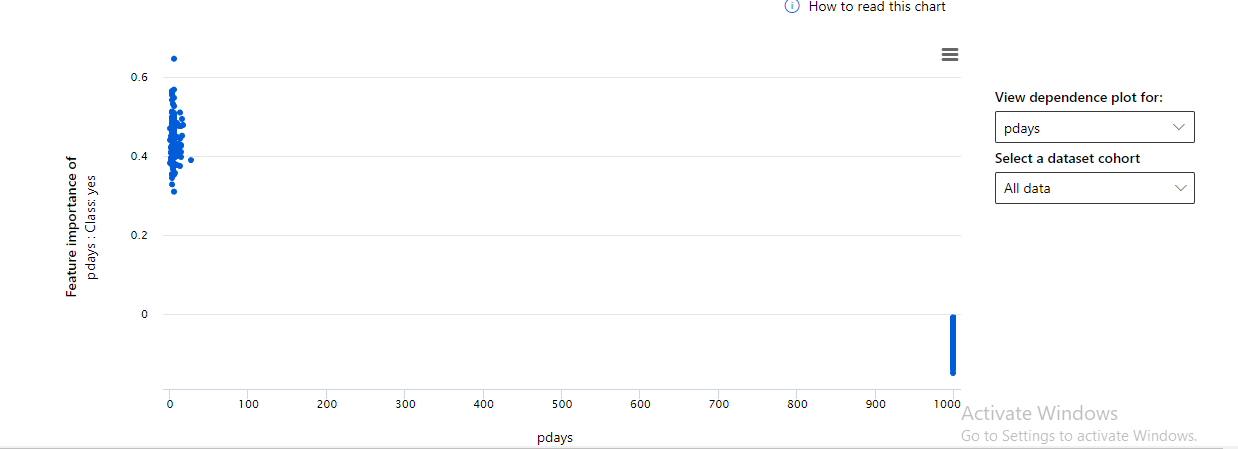 How to read this chart
View dependence plot for:
pdays
Select a dataset cohort
All data
Feature importance of
pdays : Class: yes
0.6
0.4
0.2
0
0 100 200 300 400 500 600 700 800 900 1000
pdays
Activate Windows
Go to Settings to activate Windows.